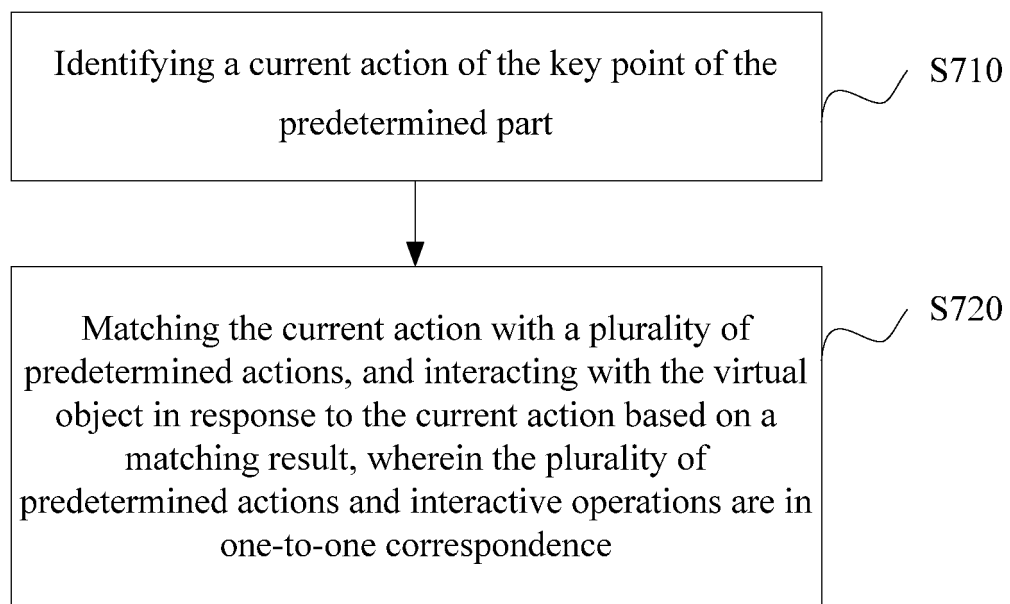 Identifying a current action of the key point of the
predetermined part
S710
Matching the current action with a plurality of
predetermined actions, and interacting with the virtual
object in response to the current action based on a
matching result, wherein the plurality of
predetermined actions and interactive operations are in
one-to-one correspondence
S720